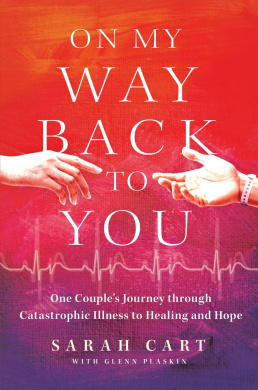 ON MY
WAY
BACK
TO
YOU
One Couple's Journey through
Catastrophic Illness to Healing and Hope
SARAH CART
WITH GLENN PLASKIN